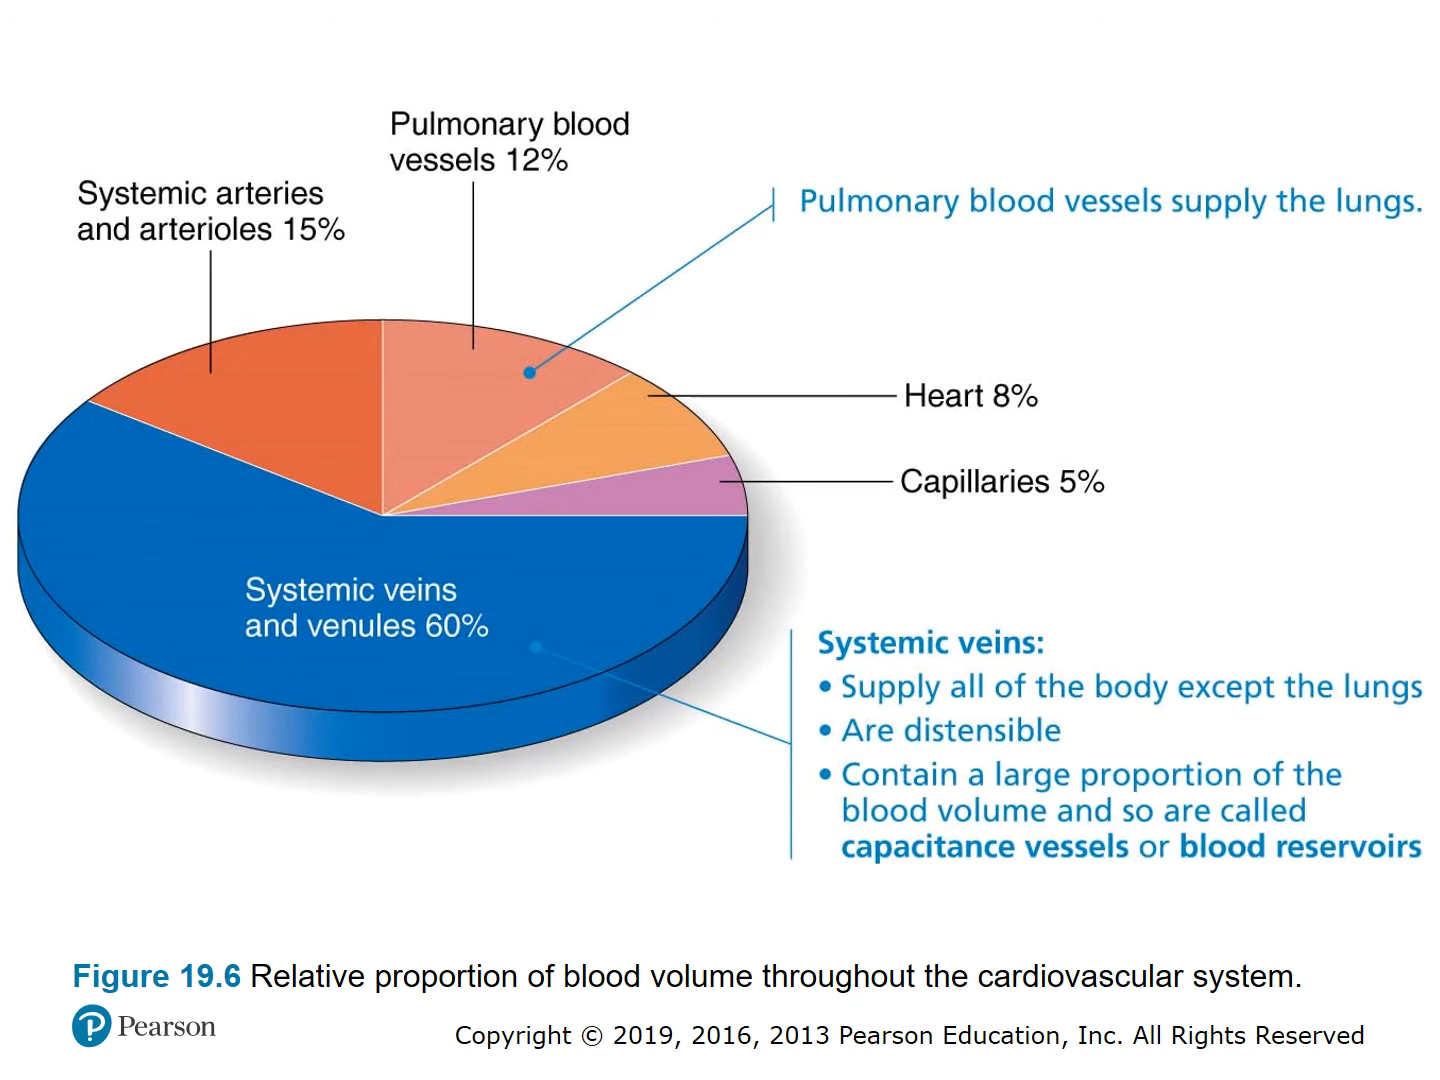 Pulmonary blood
vessels 12%
Systemic arteries
and arterioles 15%
Pulmonary blood vessels supply the lungs.
Heart 8%
Capillaries 5%
Systemic veins
and venules 60%
Systemic veins:
• Supply all of the body except the lungs
• Are distensible
• Contain a large proportion of the
blood volume and so are called
capacitance vessels or blood reservoirs
Figure 19.6 Relative proportion of blood volume throughout the cardiovascular system.
P Pearson
Copyright © 2019, 2016, 2013 Pearson Education, Inc. All Rights Reserved